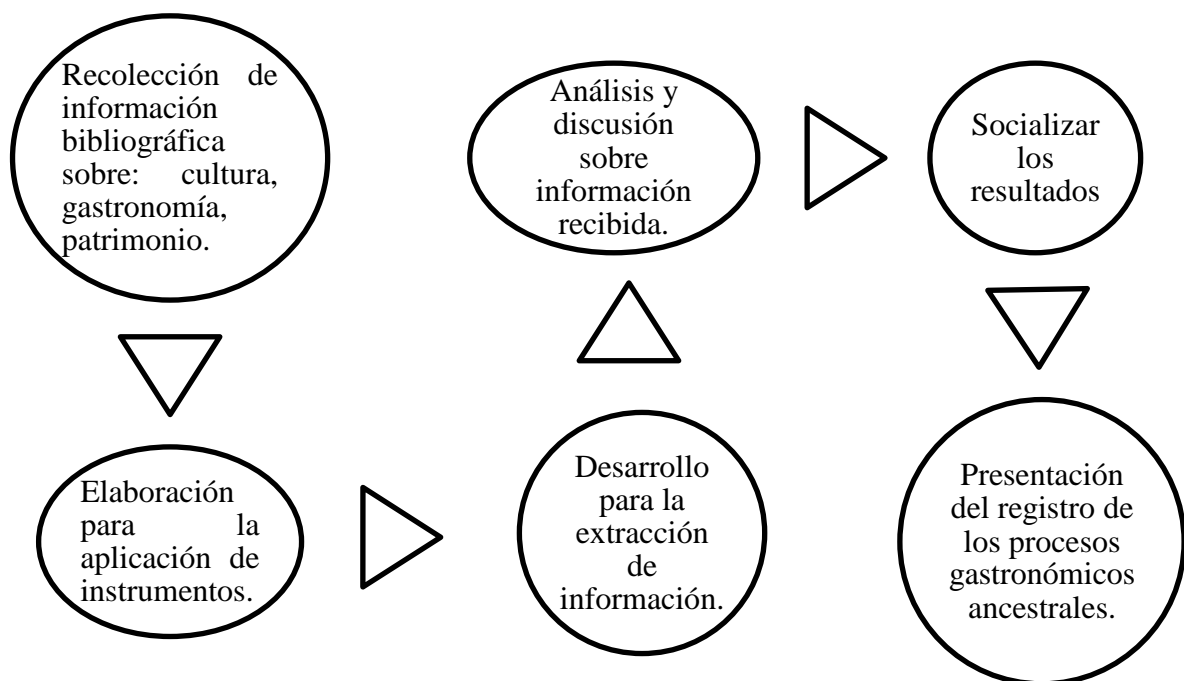 Recolección de
información
bibliográfica
sobre: cultura,
gastronomía,
patrimonio.
Elaboración
para la
aplicación de
instrumentos.
Desarrollo
para la
extracción
de
información.
Análisis y
discusión
sobre
información
recibida.
Socializar
los
resultados
Presentación
del registro de
los procesos
gastronómicos
ancestrales.